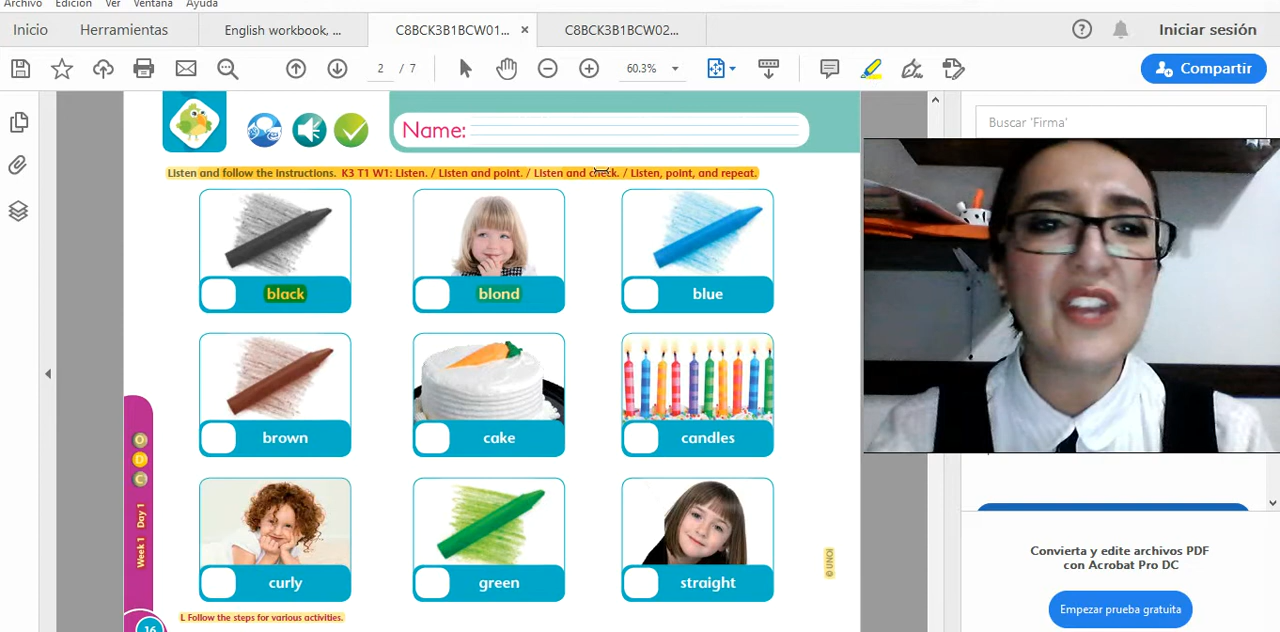 Archivo Edición Ver Ventana Ayuda
Inicio Herramientas English workbook, ... C8BCK3B1BCW01... × C8BCK3B1BCW02... Iniciar sesión
2 / 7 60.3% Compartir
Buscar 'Firma'
Name:
Listen and follow the instructions. K3 T1 W1: Listen. / Listen and point. / Listen and check. / Listen, point, and repeat.
black blond blue
brown cake candles
curly green straight
O
D
C
Week 1 Day 1
© UNOi
L Follow the steps for various activities.
16
Convierta y edite archivos PDF
con Acrobat Pro DC
Empezar prueba gratuita